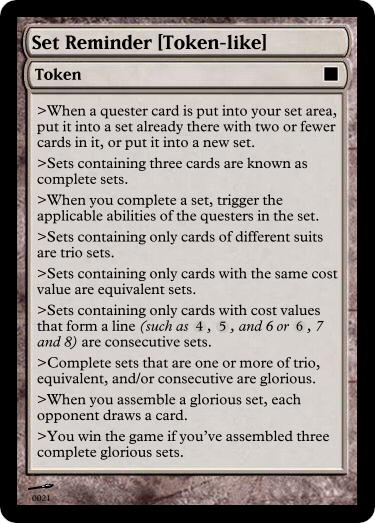 Set Reminder [Token-like]
Token
>When a quester card is put into your set area,
put it into a set already there with two or fewer
cards in it, or put it into a new set.
>Sets containing three cards are known as
complete sets.
>When you complete a set, trigger the
applicable abilities of the questers in the set.
>Sets containing only cards of different suits
are trio sets.
>Sets containing only cards with the same cost
value are equivalent sets.
>Sets containing only cards with cost values
that form a line (such as 4 , 5 , and 6 or 6 , 7
and 8) are consecutive sets.
>Complete sets that are one or more of trio,
equivalent, and/or consecutive are glorious.
>When you assemble a glorious set, each
opponent draws a card.
>You win the game if you've assembled three
complete glorious sets.
0021